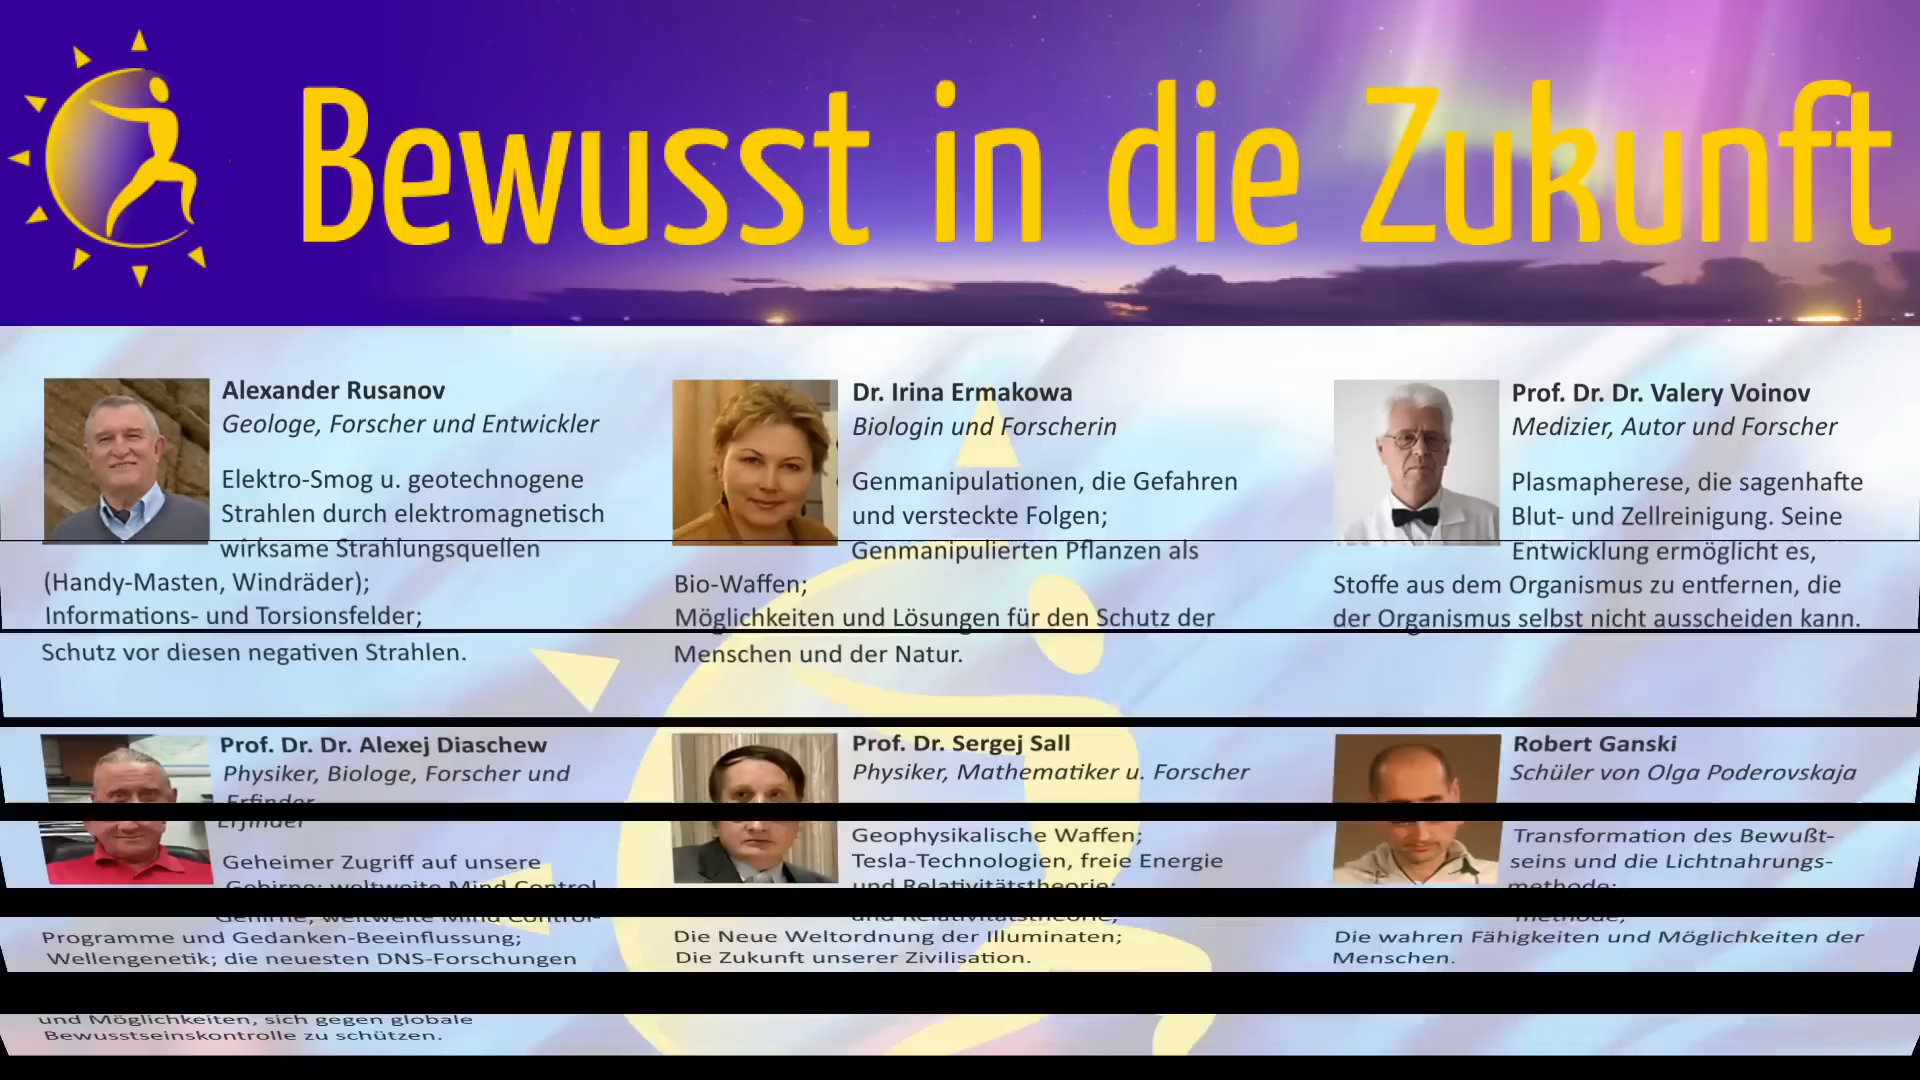 Bewusst in die Zukunft
Alexander Rusanov
Geologe, Forscher und Entwickler
Elektro-Smog u. geotechnogene
Strahlen durch elektromagnetisch
wirksame Strahlungsquellen
(Handy-Masten, Windräder);
Informations- und Torsionsfelder;
Schutz vor diesen negativen Strahlen.
Dr. Irina Ermakowa
Biologin und Forscherin
Genmanipulationen, die Gefahren
und versteckte Folgen;
Genmanipulierten Pflanzen als
Bio-Waffen;
Möglichkeiten und Lösungen für den Schutz der
Menschen und der Natur.
Prof. Dr. Dr. Valery Voinov
Medizier, Autor und Forscher
Plasmapherese, die sagenhafte
Blut- und Zellreinigung. Seine
Entwicklung ermöglicht es,
Stoffe aus dem Organismus zu entfernen, die
der Organismus selbst nicht ausscheiden kann.
Prof. Dr. Dr. Alexej Diaschew
Physiker, Biologe, Forscher und
Erfinder
Geheimer Zugriff auf unsere
Gehirne; weltweite Mind Control-
Programme und Gedanken-Beeinflussung;
Wellengenetik; die neuesten DNS-Forschungen
und Möglichkeiten, sich gegen globale
Bewusstseinskontrolle zu schützen.
Prof. Dr. Sergej Sall
Physiker, Mathematiker u. Forscher
Geophysikalische Waffen;
Tesla-Technologien, freie Energie
und Relativitätstheorie;
Die Neue Weltordnung der Illuminaten;
Die Zukunft unserer Zivilisation.
Robert Ganski
Schüler von Olga Poderovskaja
Transformation des Bewußt-
seins und die Lichtnahrungs-
methode;
Die wahren Fähigkeiten und Möglichkeiten der
Menschen.